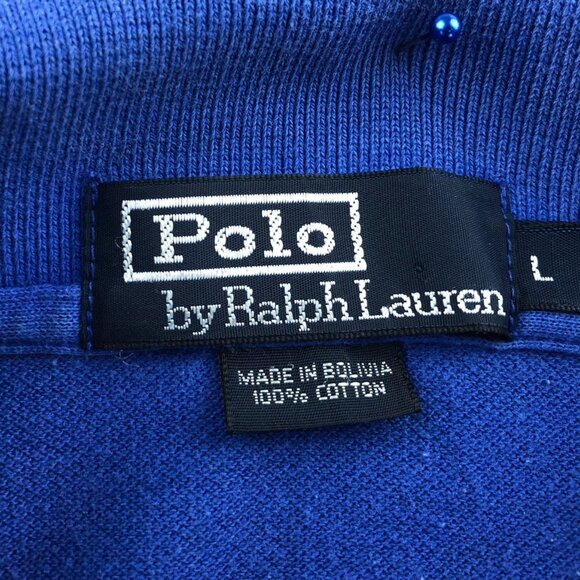 Polo
by Ralph Lauren
L
MADE IN BOLIVIA
100% COTTON